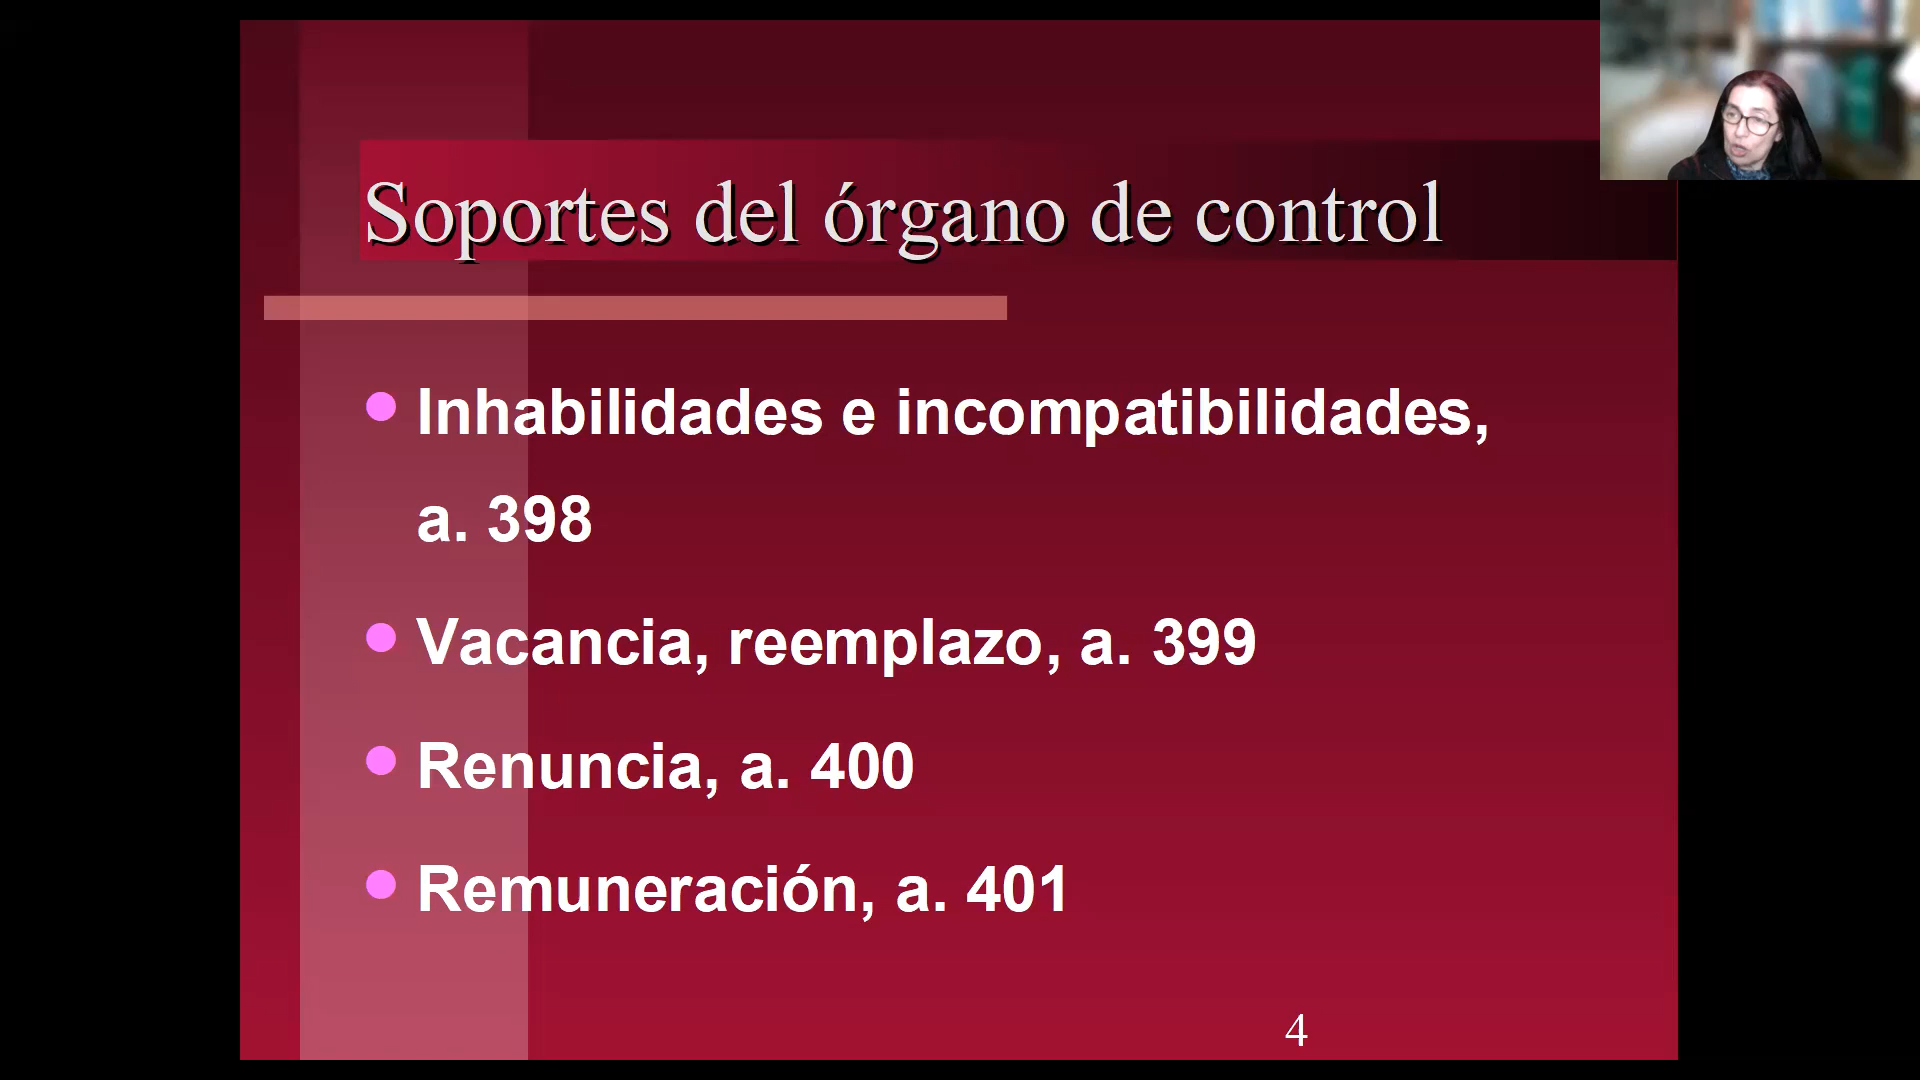 Soportes del órgano de control
Inhabilidades e incompatibilidades,
a. 398
Vacancia, reemplazo, a. 399
Renuncia, a. 400
Remuneración, a. 401
4